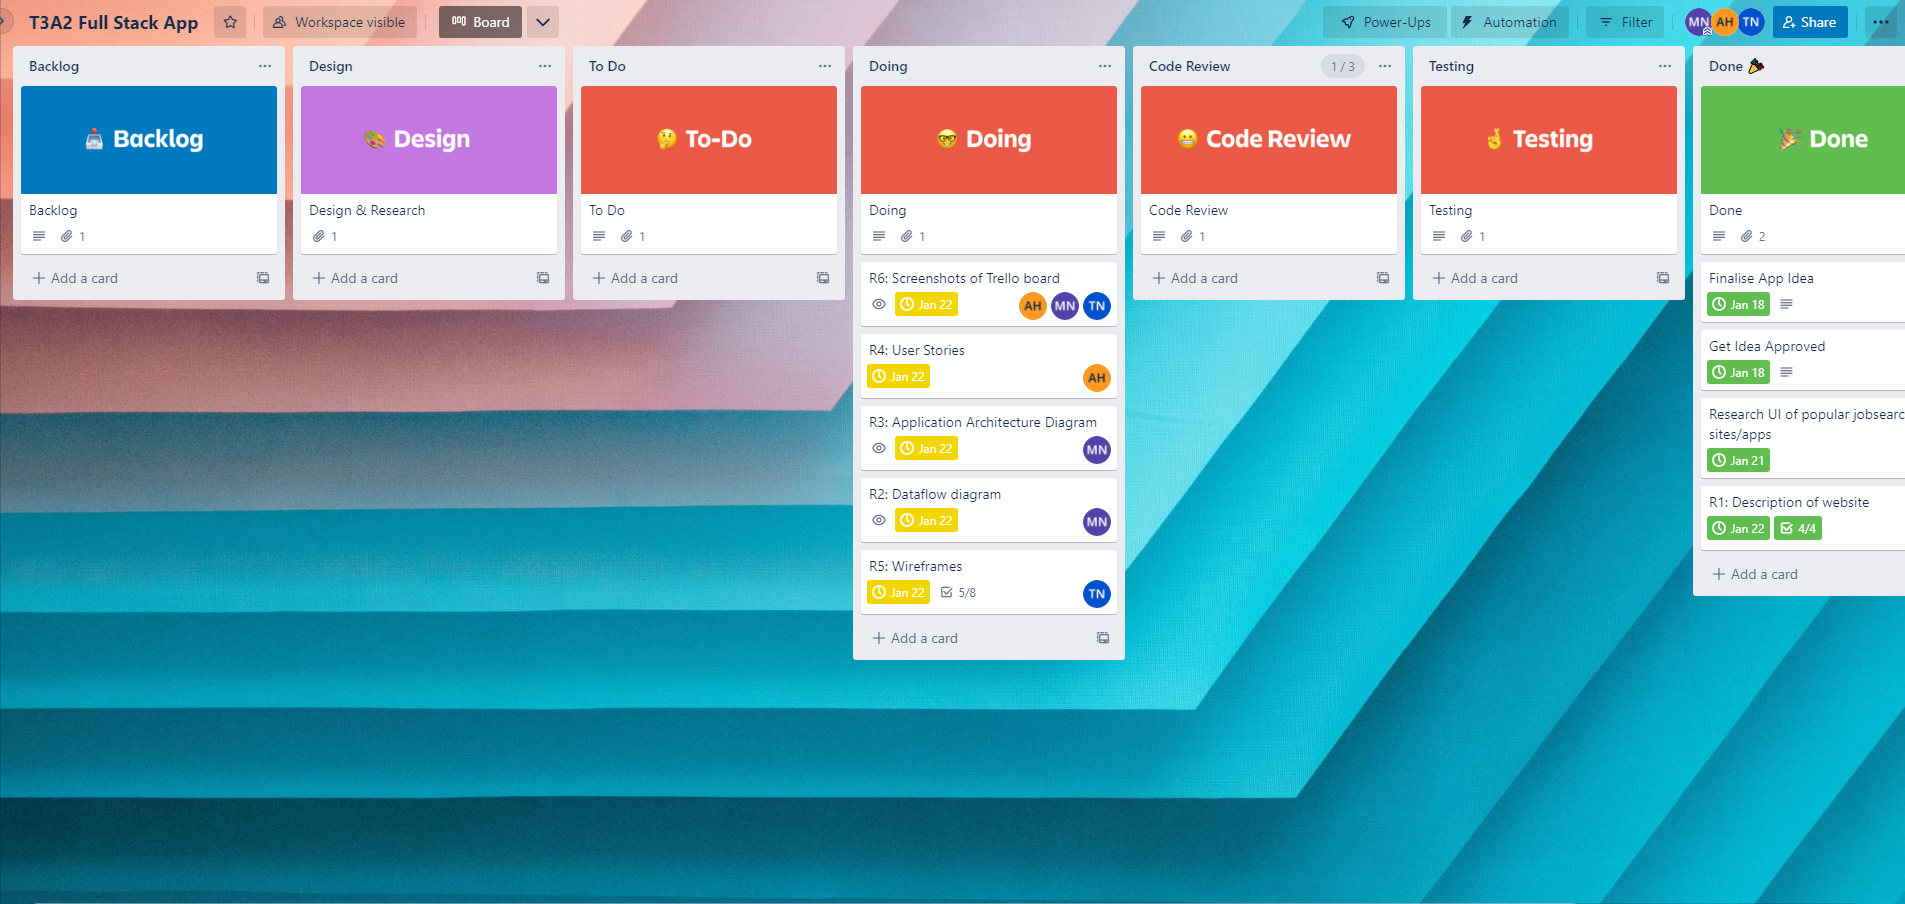 T3A2 Full Stack App
Workspace visible
Board
Power-Ups
Automation
Filter
MN AH TN
Share
Backlog
Backlog
Backlog
1
Add a card
Design
Design
Design & Research
1
Add a card
To Do
To-Do
To Do
1
Add a card
Doing
Doing
Doing
1
R6: Screenshots of Trello board
Jan 22
AH MN TN
R4: User Stories
Jan 22
AH
R3: Application Architecture Diagram
Jan 22
MN
R2: Dataflow diagram
Jan 22
MN
R5: Wireframes
Jan 22 5/8
TN
Add a card
Code Review 1 / 3
Code Review
Code Review
1
Add a card
Testing
Testing
Testing
1
Add a card
Done
Done
Done
2
Finalise App Idea
Jan 18
Get Idea Approved
Jan 18
Research UI of popular jobsearc
sites/apps
Jan 21
R1: Description of website
Jan 22 4/4
Add a card